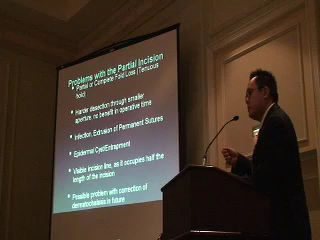 Problems with the Partial Incision
Partial or Complete Fold Loss (Tenuous
hold)
Harder dissection through smaller
aperture, no benefit in operative time
Infection, Extrusion of Permanent Sutures
Epidermal Cyst/Entrapment
Visible incision line, as it occupies half the
length of the incision
Possible problem with correction of
dermatochalasis in future